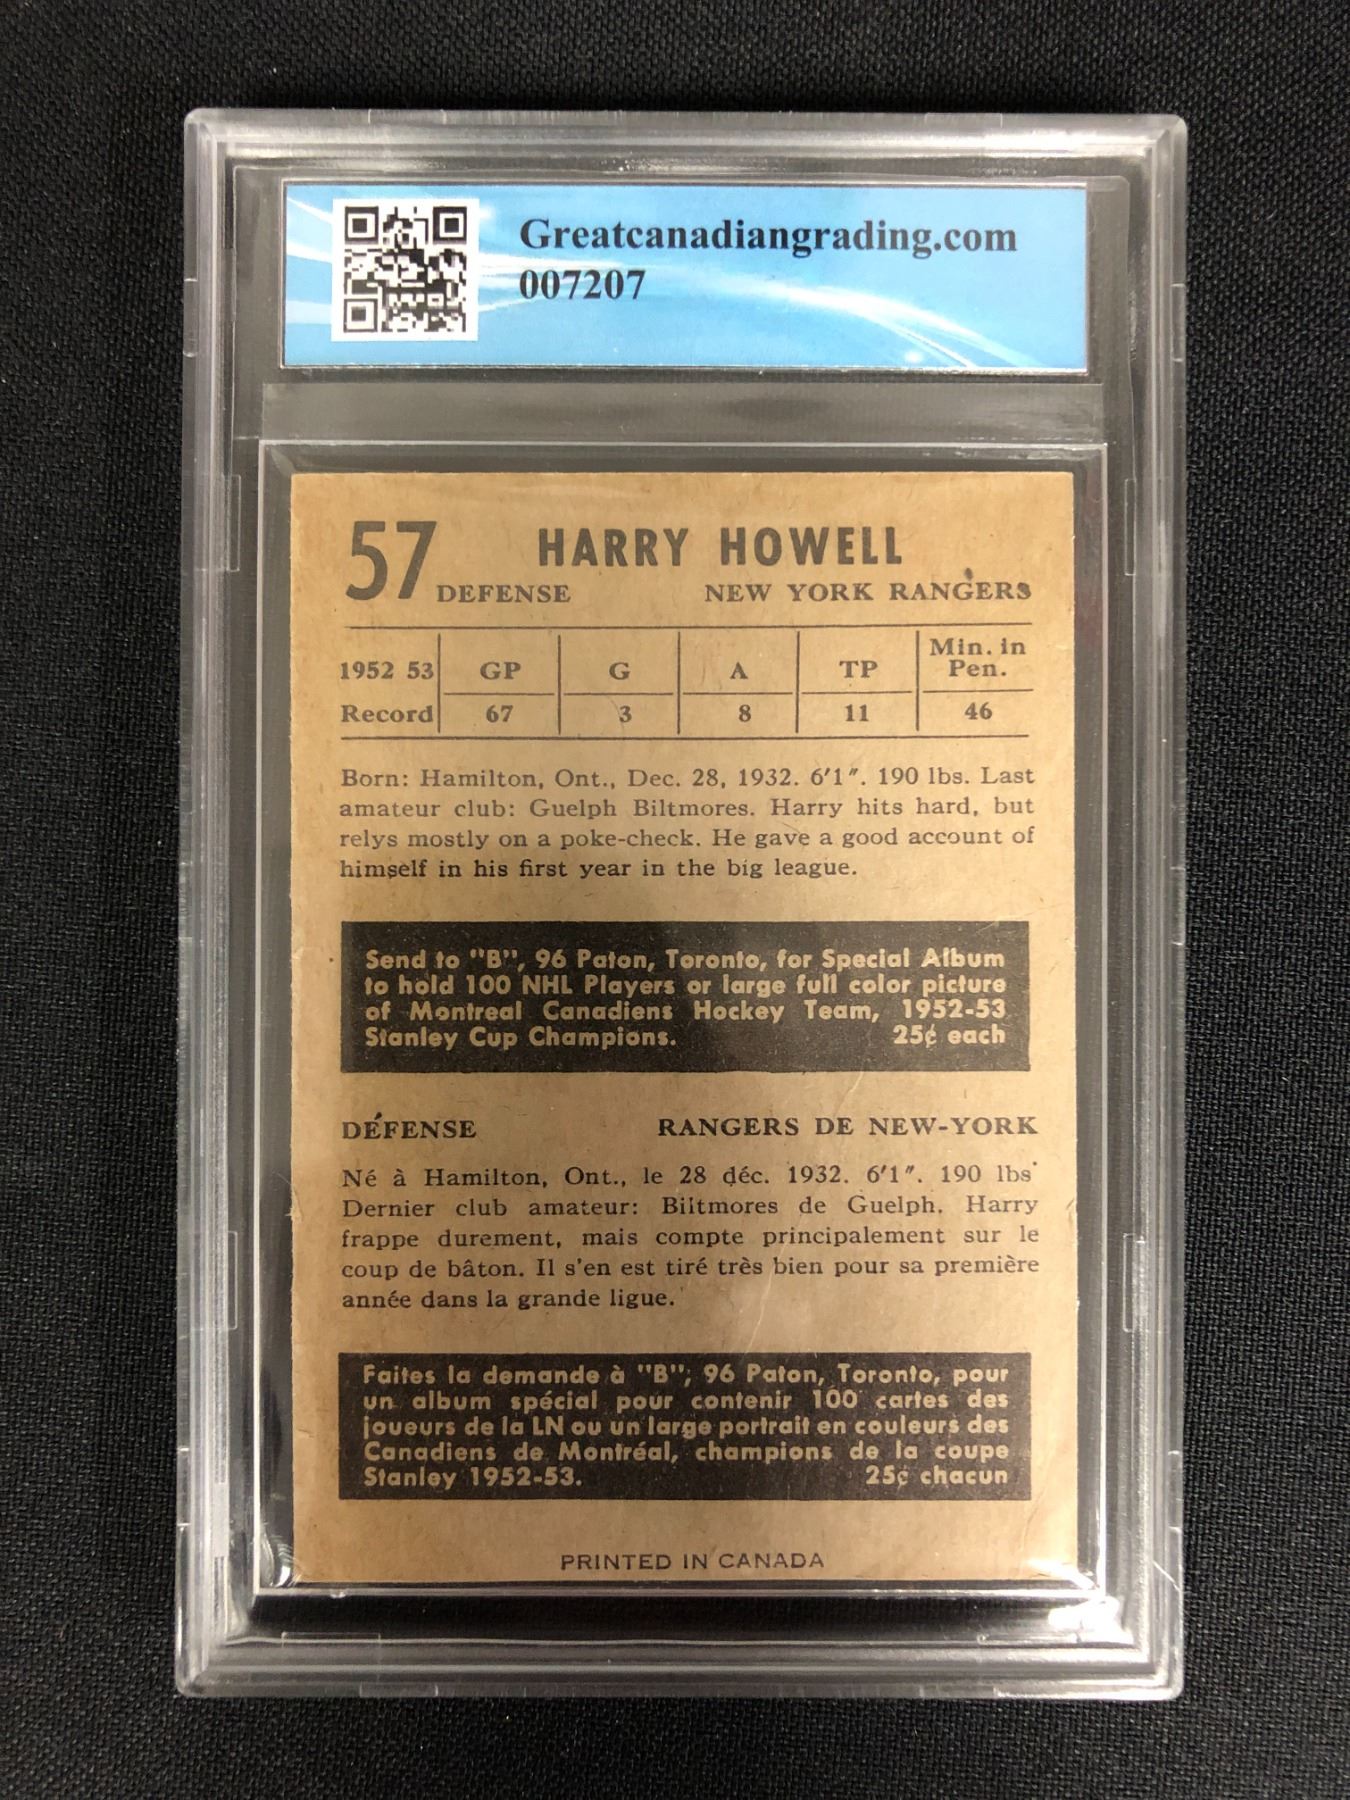 Greatcanadiangrading.com
007207
57 HARRY HOWELL
DEFENSE NEW YORK RANGERS
1952 53 GP G A TP Min. in Pen.
Record 67 3 8 11 46
Born: Hamilton, Ont., Dec. 28, 1932. 6'1". 190 lbs. Last
amateur club: Guelph Biltmores. Harry hits hard, but
relys mostly on a poke-check. He gave a good account of
himself in his first year in the big league.
Send to "B", 96 Paton, Toronto, for Special Album
to hold 100 NHL Players or large full color picture
of Montreal Canadiens Hockey Team, 1952-53
Stanley Cup Champions. 25¢ each
DÉFENSE RANGERS DE NEW-YORK
Né à Hamilton, Ont., le 28 déc. 1932. 6'1". 190 lbs.
Dernier club amateur: Biltmores de Guelph. Harry
frappe durement, mais compte principalement sur le
coup de bâton. Il s'en est tiré très bien pour sa première
année dans la grande ligue.
Faites la demande à "B", 96 Paton, Toronto, pour
un album spécial pour contenir 100 cartes des
joueurs de la LN ou un large portrait en couleurs des
Canadiens de Montréal, champions de la coupe
Stanley 1952-53. 25¢ chacun
PRINTED IN CANADA